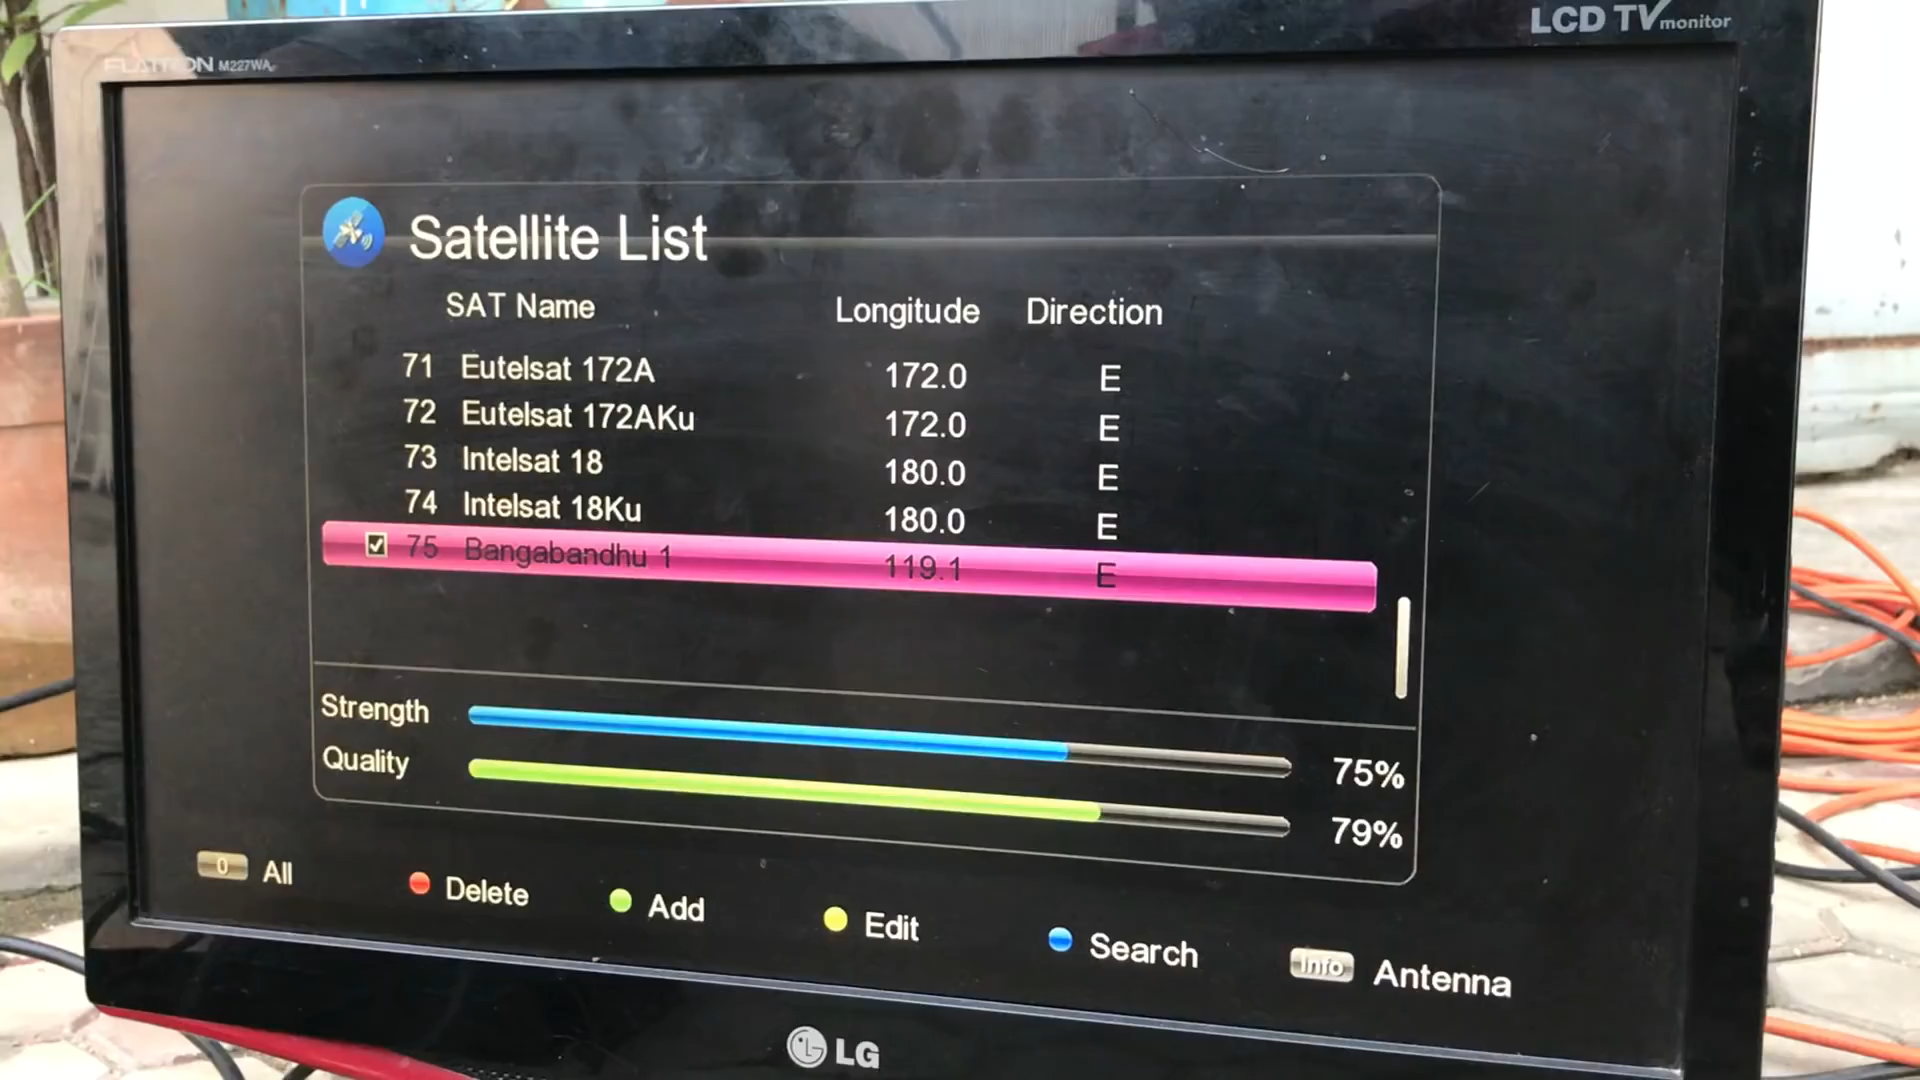 FLATRON M227WA
LCD TV monitor
Satellite List
SAT Name Longitude Direction
71 Eutelsat 172A 172.0 E
72 Eutelsat 172AKu 172.0 E
73 Intelsat 18 180.0 E
74 Intelsat 18Ku 180.0 E
75 Bangabandhu 1 119.1 E
Strength 75%
Quality 79%
0 All Delete Add Edit Search Info Antenna
LG